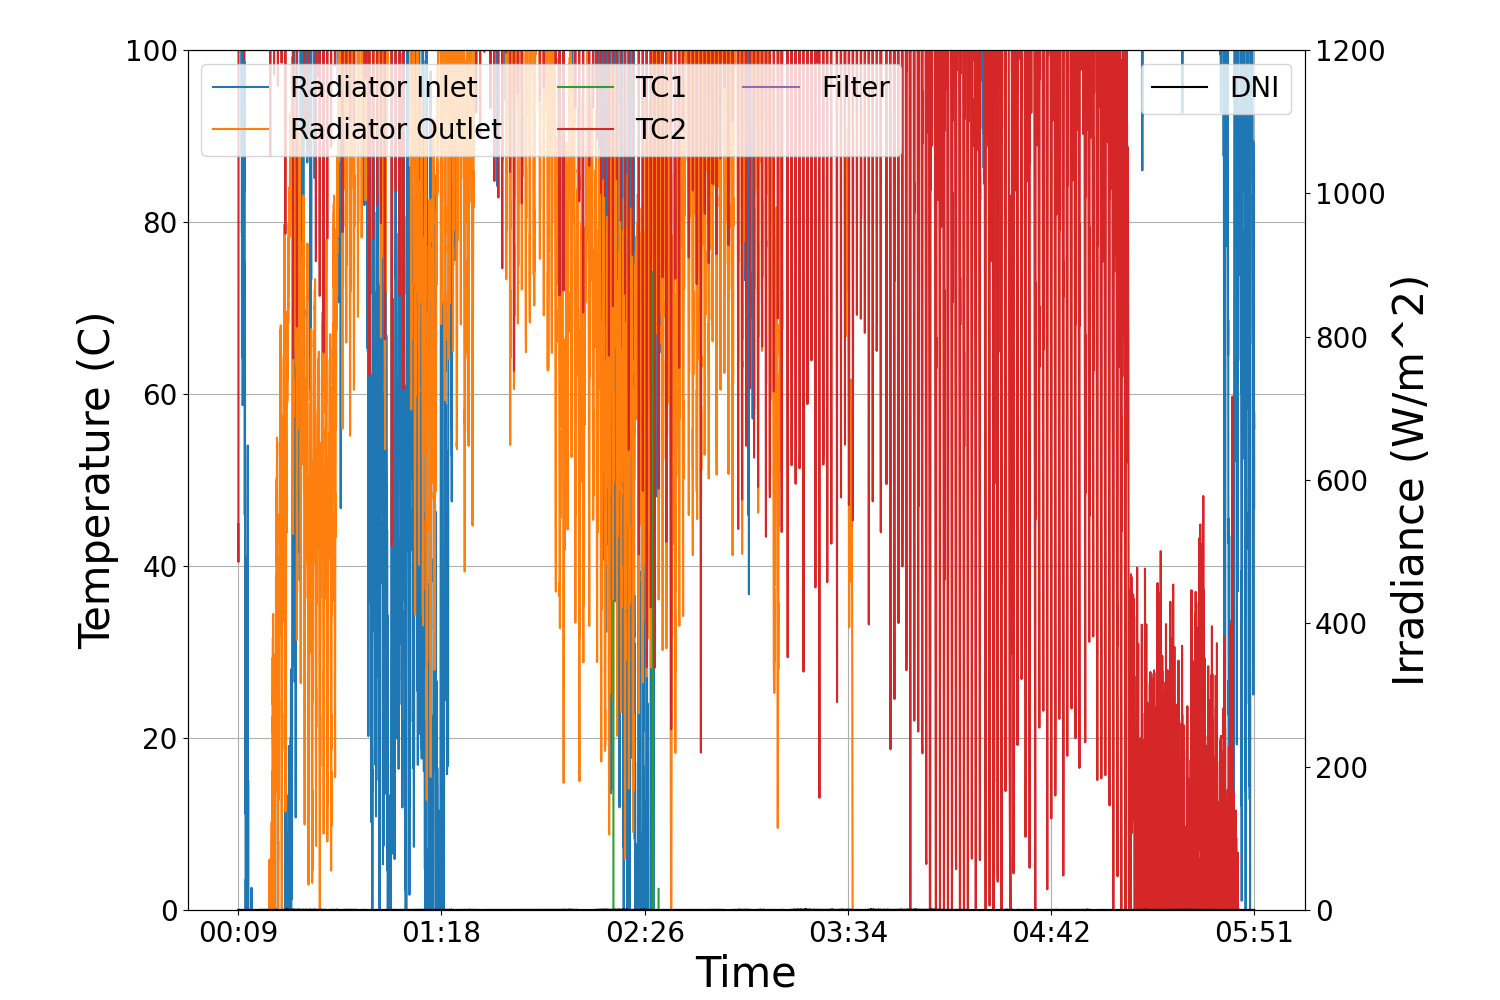 100 80 60 40 20 0
Temperature (C)
Radiator Inlet TC1 Filter
Radiator Outlet TC2
DNI
1200 1000 800 600 400 200 0
Irradiance (W/m^2)
00:09 01:18 02:26 03:34 04:42 05:51
Time